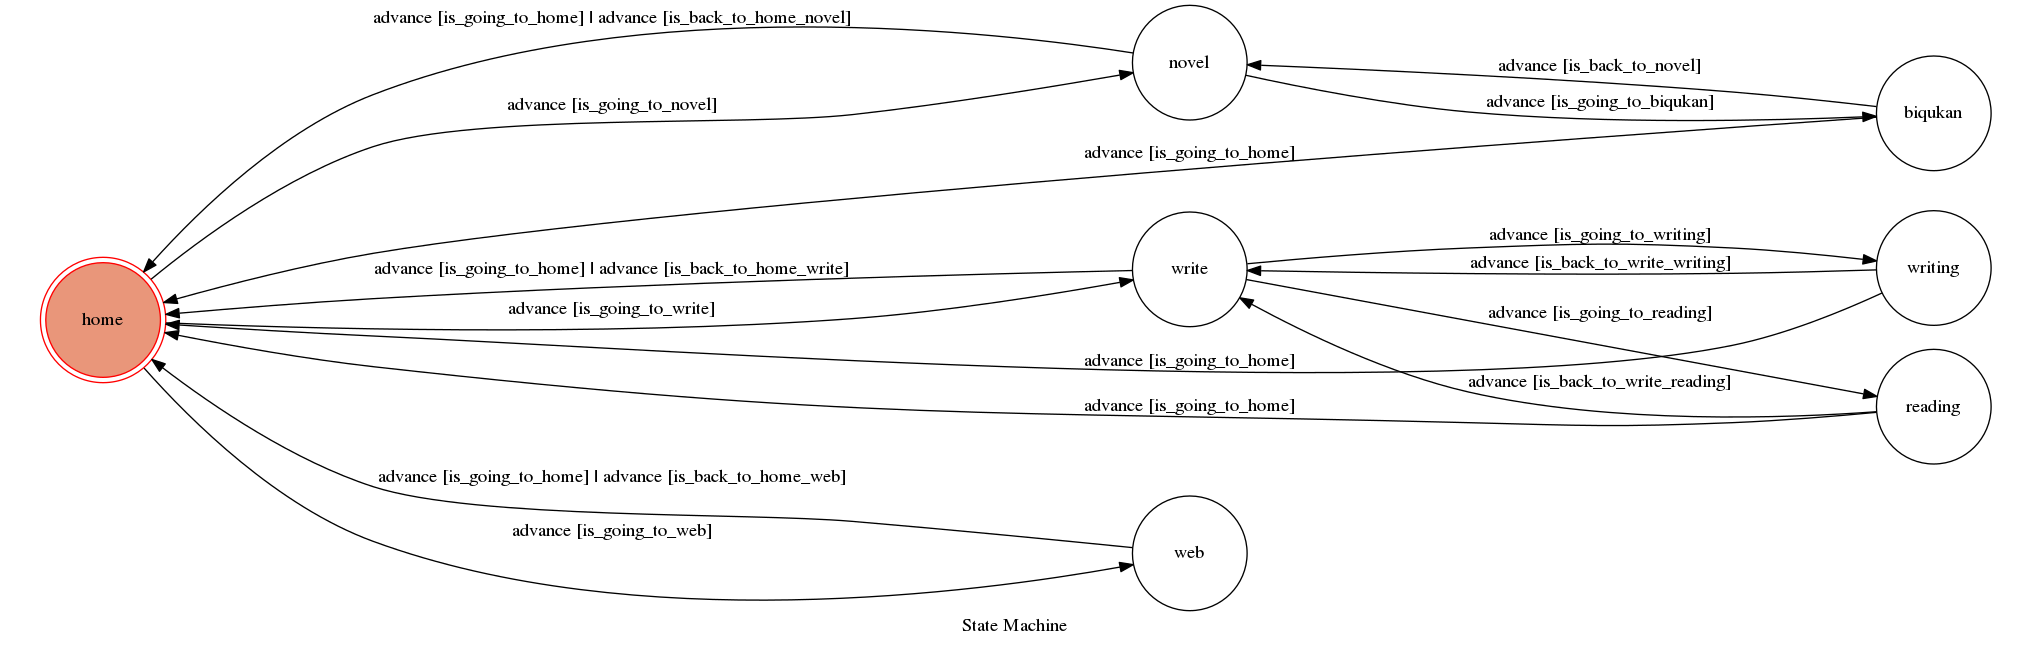 advance [is_going_to_home] | advance [is_back_to_home_novel]
novel
advance [is_back_to_novel]
advance [is_going_to_novel]
advance [is_going_to_biqukan]
biqukan
advance [is_going_to_home]
advance [is_going_to_writing]
advance [is_going_to_home] | advance [is_back_to_home_write]
write
advance [is_back_to_write_writing]
writing
home
advance [is_going_to_write]
advance [is_going_to_reading]
advance [is_going_to_home]
advance [is_back_to_write_reading]
advance [is_going_to_home]
reading
advance [is_going_to_home] | advance [is_back_to_home_web]
advance [is_going_to_web]
web
State Machine